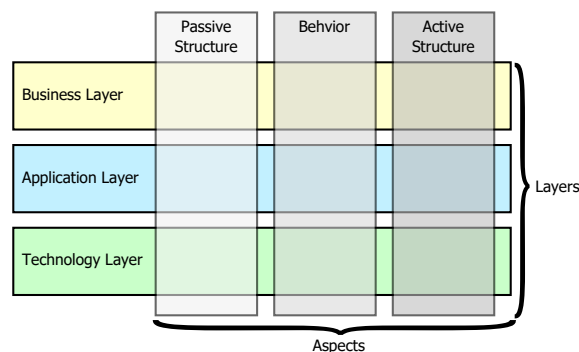 Passive
Structure
Behvior
Active
Structure
Business Layer
Application Layer
Layers
Technology Layer
Aspects